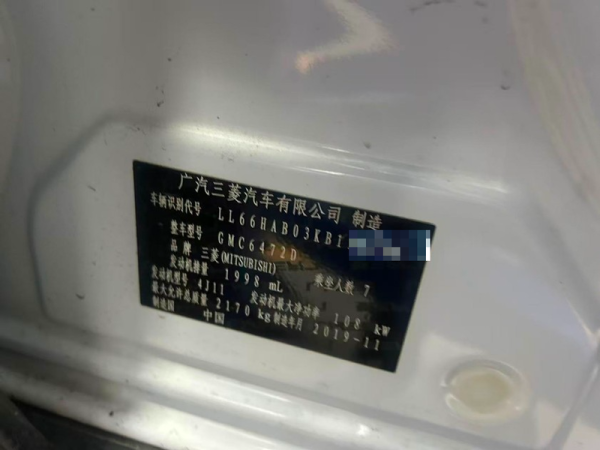 广汽三菱汽车有限公司 制造
车辆识别代号 LL66HAB03KB1
整车型号 GMC6472D
品牌 三菱(MITSUBISHI)
发动机排量 1998 mL 乘坐人数 7
发动机型号 4J11 发动机最大净功率 108 kW
最大允许总质量 2170 kg 制造年月 2019-11
制造国 中国